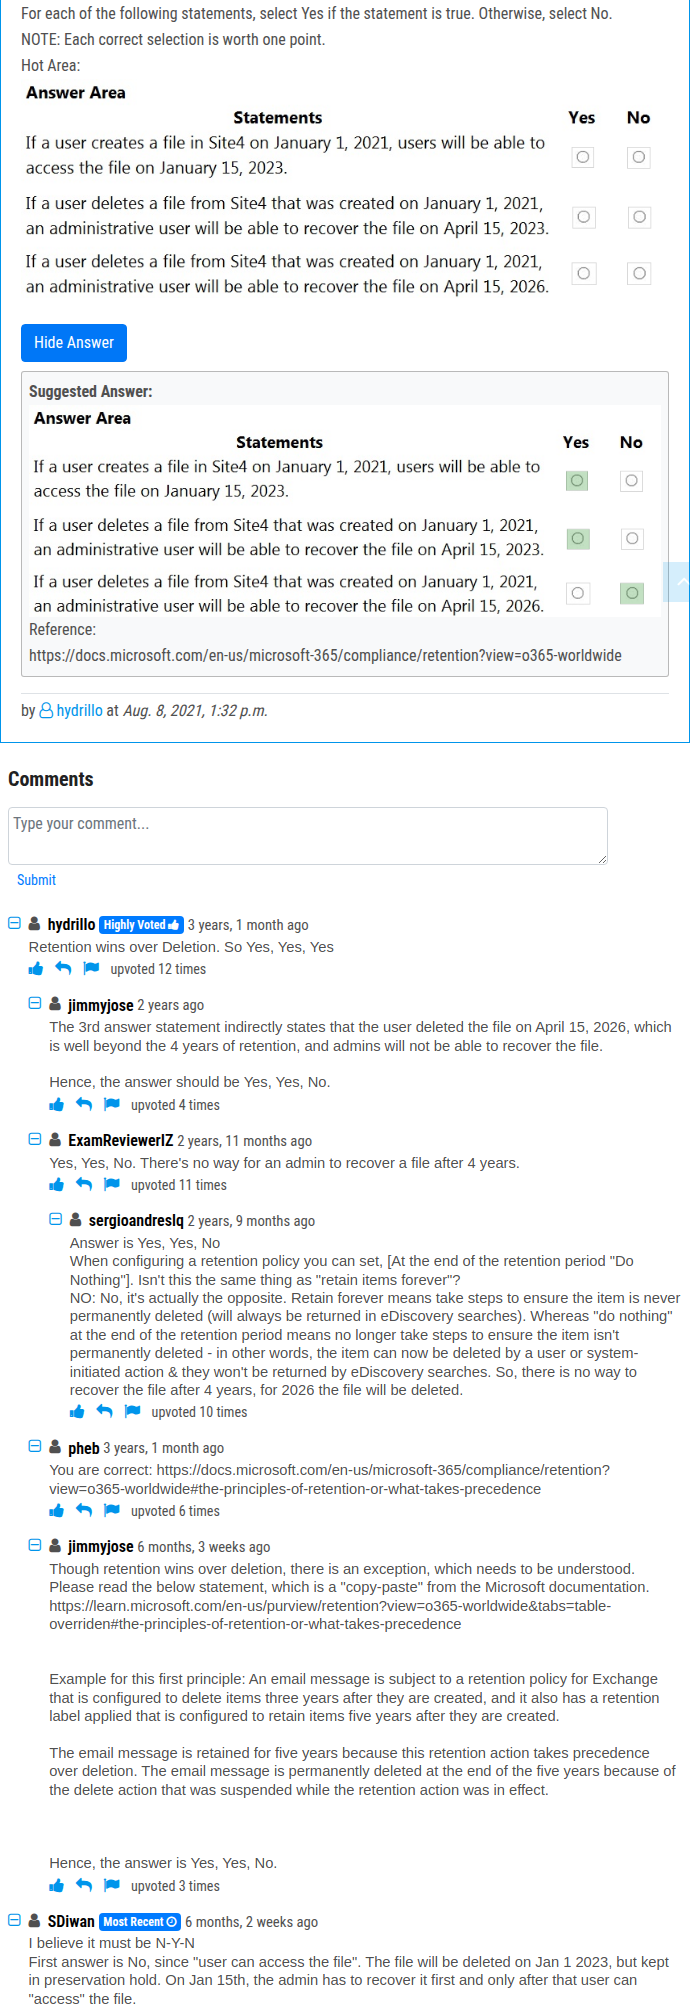 For each of the following statements, select Yes if the statement is true. Otherwise, select No.
NOTE: Each correct selection is worth one point.
Hot Area:
Answer Area
Statements Yes No
If a user creates a file in Site4 on January 1, 2021, users will be able to
access the file on January 15, 2023.
If a user deletes a file from Site4 that was created on January 1, 2021,
an administrative user will be able to recover the file on April 15, 2023.
If a user deletes a file from Site4 that was created on January 1, 2021,
an administrative user will be able to recover the file on April 15, 2026.
Hide Answer
Suggested Answer:
Answer Area
Statements Yes No
If a user creates a file in Site4 on January 1, 2021, users will be able to
access the file on January 15, 2023.
If a user deletes a file from Site4 that was created on January 1, 2021,
an administrative user will be able to recover the file on April 15, 2023.
If a user deletes a file from Site4 that was created on January 1, 2021,
an administrative user will be able to recover the file on April 15, 2026.
Reference:
https://docs.microsoft.com/en-us/microsoft-365/compliance/retention?view=o365-worldwide
by hydrillo at Aug. 8, 2021, 1:32 p.m.
Comments
Type your comment...
Submit
hydrillo Highly Voted 3 years, 1 month ago
Retention wins over Deletion. So Yes, Yes, Yes
upvoted 12 times
jimmyjose 2 years ago
The 3rd answer statement indirectly states that the user deleted the file on April 15, 2026, which
is well beyond the 4 years of retention, and admins will not be able to recover the file.
Hence, the answer should be Yes, Yes, No.
upvoted 4 times
ExamReviewerIZ 2 years, 11 months ago
Yes, Yes, No. There's no way for an admin to recover a file after 4 years.
upvoted 11 times
sergioandreslq 2 years, 9 months ago
Answer is Yes, Yes, No
When configuring a retention policy you can set, [At the end of the retention period "Do
Nothing"]. Isn't this the same thing as "retain items forever"?
NO: No, it's actually the opposite. Retain forever means take steps to ensure the item is never
permanently deleted (will always be returned in eDiscovery searches). Whereas "do nothing"
at the end of the retention period means no longer take steps to ensure the item isn't
permanently deleted - in other words, the item can now be deleted by a user or system-
initiated action & they won't be returned by eDiscovery searches. So, there is no way to
recover the file after 4 years, for 2026 the file will be deleted.
upvoted 10 times
pheb 3 years, 1 month ago
You are correct: https://docs.microsoft.com/en-us/microsoft-365/compliance/retention?
view=o365-worldwide#the-principles-of-retention-or-what-takes-precedence
upvoted 6 times
jimmyjose 6 months, 3 weeks ago
Though retention wins over deletion, there is an exception, which needs to be understood.
Please read the below statement, which is a "copy-paste" from the Microsoft documentation.
https://learn.microsoft.com/en-us/purview/retention?view=o365-worldwide&tabs=table-
overriden#the-principles-of-retention-or-what-takes-precedence
Example for this first principle: An email message is subject to a retention policy for Exchange
that is configured to delete items three years after they are created, and it also has a retention
label applied that is configured to retain items five years after they are created.
The email message is retained for five years because this retention action takes precedence
over deletion. The email message is permanently deleted at the end of the five years because of
the delete action that was suspended while the retention action was in effect.
Hence, the answer is Yes, Yes, No.
upvoted 3 times
SDiwan Most Recent 6 months, 2 weeks ago
I believe it must be N-Y-N
First answer is No, since "user can access the file". The file will be deleted on Jan 1 2023, but kept
in preservation hold. On Jan 15th, the admin has to recover it first and only after that user can
"access" the file.